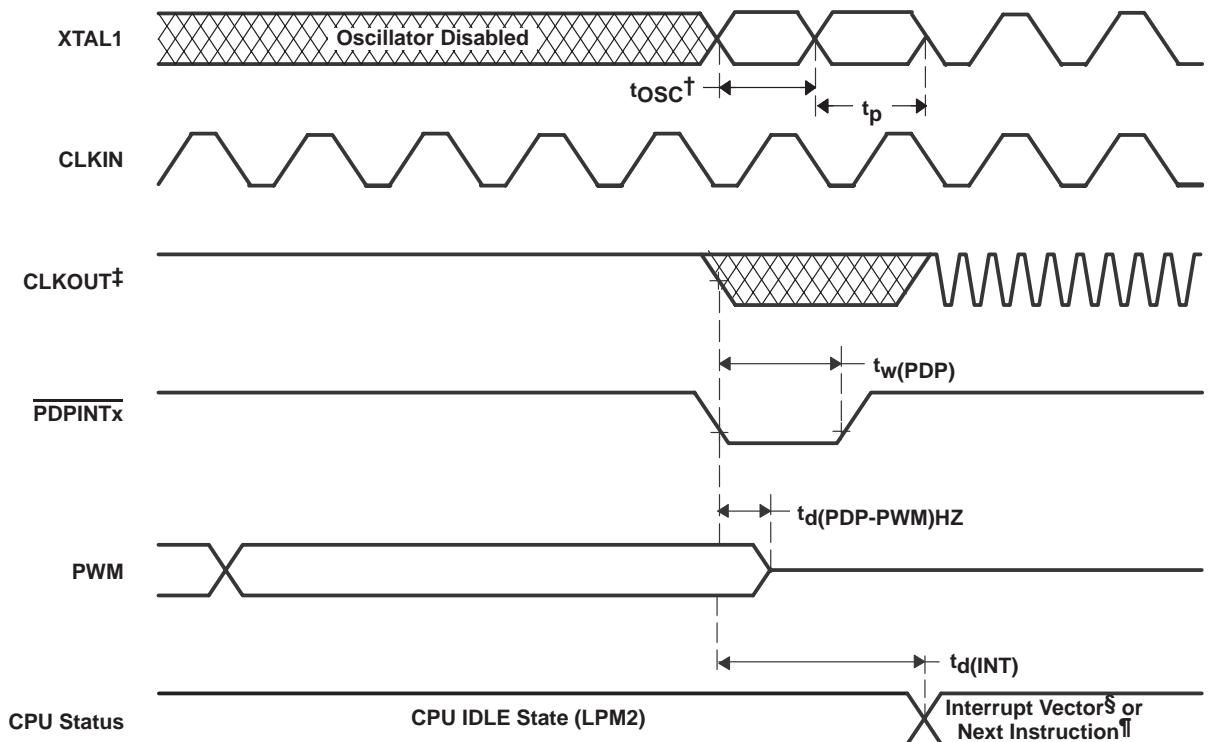 XTAL1
Oscillator Disabled
tOSC†
tp
CLKIN
CLKOUT‡
tw(PDP)
PDPINTx
td(PDP-PWM)HZ
PWM
td(INT)
CPU Status
CPU IDLE State (LPM2)
Interrupt Vector§ or
Next Instruction¶